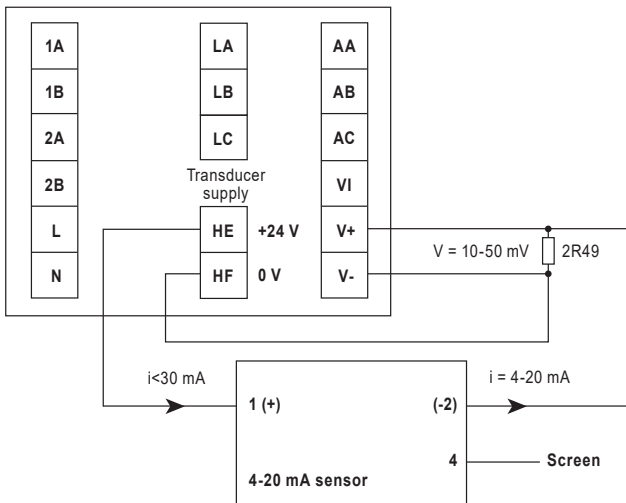 1A
LA
AA
1B
LB
AB
2A
LC
AC
2B
Transducer
supply
VI
L
HE
+24 V
V+
V = 10-50 mV
2R49
N
HF
0 V
V-
i<30 mA
i = 4-20 mA
1 (+)
(-2)
4
Screen
4-20 mA sensor